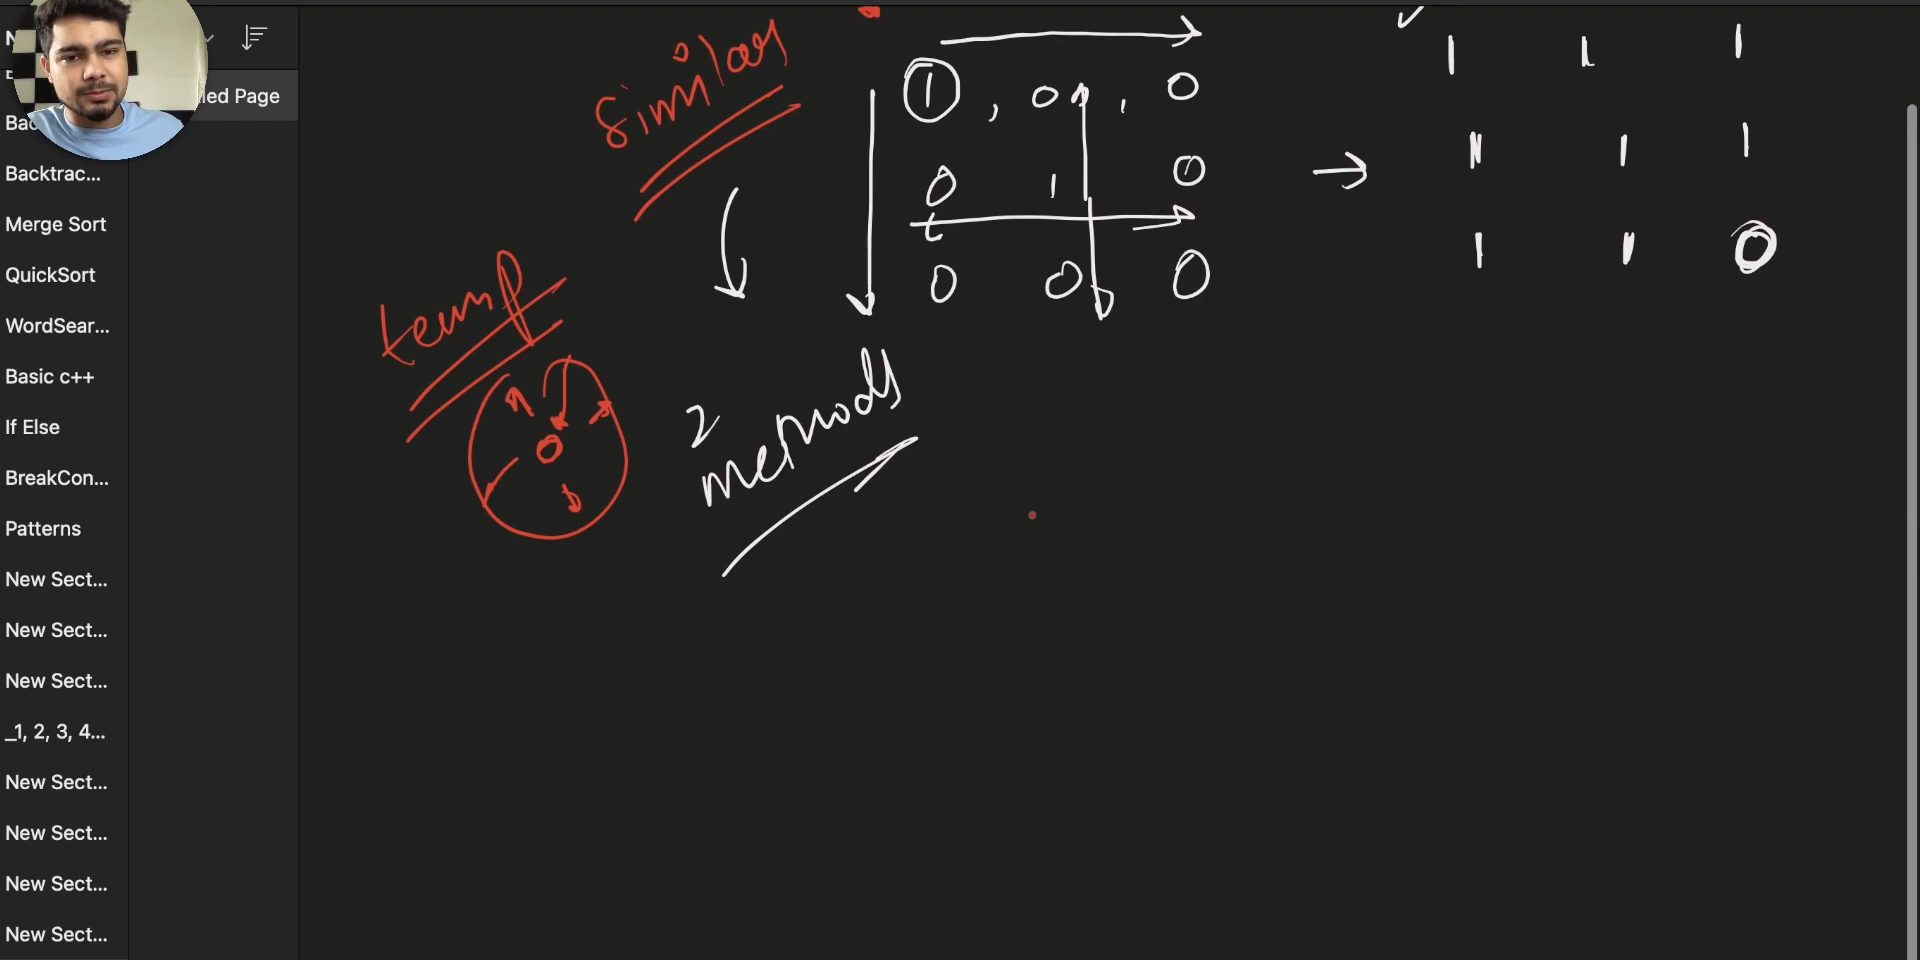 N
led Page
Bac
Backtrac...
Merge Sort
QuickSort
WordSear...
Basic c++
If Else
BreakCon...
Patterns
New Sect...
New Sect...
New Sect...
_1, 2, 3, 4...
New Sect...
New Sect...
New Sect...
New Sect...
similar
temp
0
2
methods
1 , 0 , 0
0 1 0
0 0 0
1 1 1
1 1 1
1 1 0